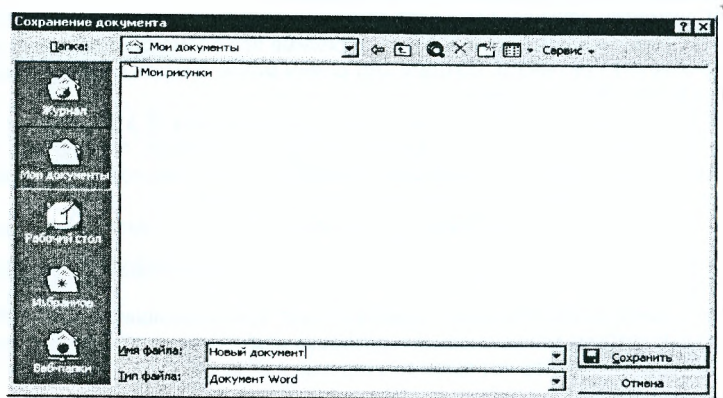 Сохранение документа
Папка:
Мои документы
Сервис
Мои рисунки
Журнал
Мои документы
Рабочий стол
Избранное
Веб-папки
Имя файла:
Новый документ
Сохранить
Тип файла:
Документ Word
Отмена